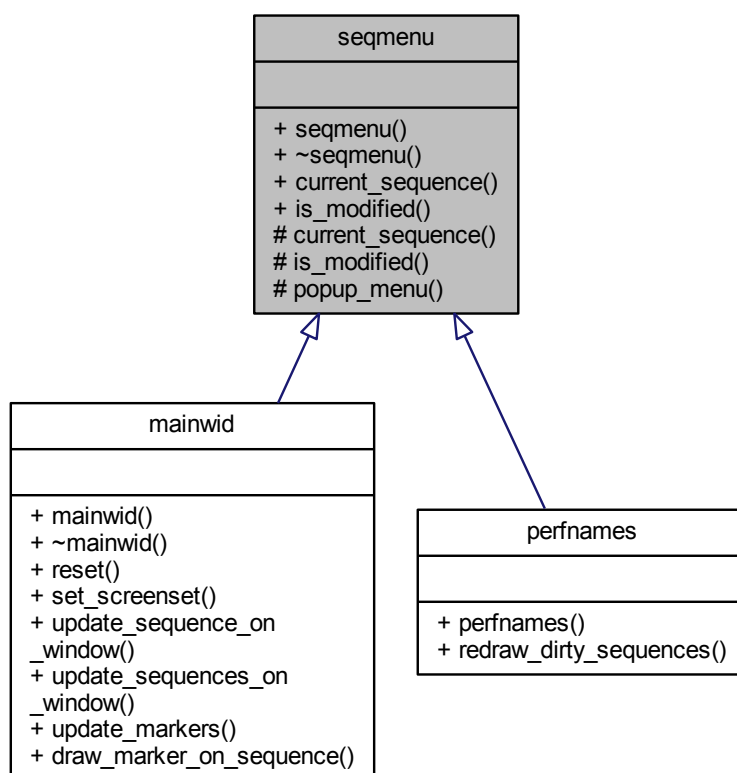 seqmenu
+ seqmenu()
+ ~seqmenu()
+ current_sequence()
+ is_modified()
# current_sequence()
# is_modified()
# popup_menu()
mainwid
+ mainwid()
+ ~mainwid()
+ reset()
+ set_screenset()
+ update_sequence_on
_window()
+ update_sequences_on
_window()
+ update_markers()
+ draw_marker_on_sequence()
perfnames
+ perfnames()
+ redraw_dirty_sequences()